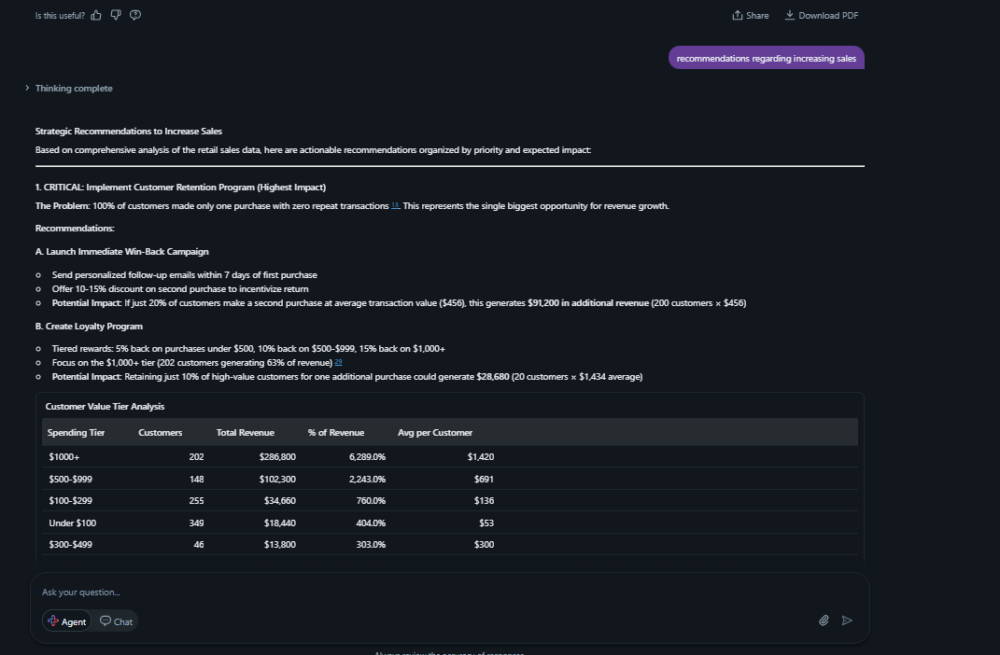 Is this useful?
Share
Download PDF
recommendations regarding increasing sales
Thinking complete
Strategic Recommendations to Increase Sales
Based on comprehensive analysis of the retail sales data, here are actionable recommendations organized by priority and expected impact:
1. CRITICAL: Implement Customer Retention Program (Highest Impact)
The Problem: 100% of customers made only one purchase with zero repeat transactions 13. This represents the single biggest opportunity for revenue growth.
Recommendations:
A. Launch Immediate Win-Back Campaign
Send personalized follow-up emails within 7 days of first purchase
Offer 10-15% discount on second purchase to incentivize return
Potential Impact: If just 20% of customers make a second purchase at average transaction value ($456), this generates $91,200 in additional revenue (200 customers × $456)
B. Create Loyalty Program
Tiered rewards: 5% back on purchases under $500, 10% back on $500-$999, 15% back on $1,000+
Focus on the $1,000+ tier (202 customers generating 63% of revenue) 29
Potential Impact: Retaining just 10% of high-value customers for one additional purchase could generate $28,680 (20 customers × $1,434 average)
Customer Value Tier Analysis
Spending Tier Customers Total Revenue % of Revenue Avg per Customer
$1000+ 202 $286,800 6,289.0% $1,420
$500-$999 148 $102,300 2,243.0% $691
$100-$299 255 $34,660 760.0% $136
Under $100 349 $18,440 404.0% $53
$300-$499 46 $13,800 303.0% $300
Ask your question...
Agent Chat
Always review the accuracy of responses